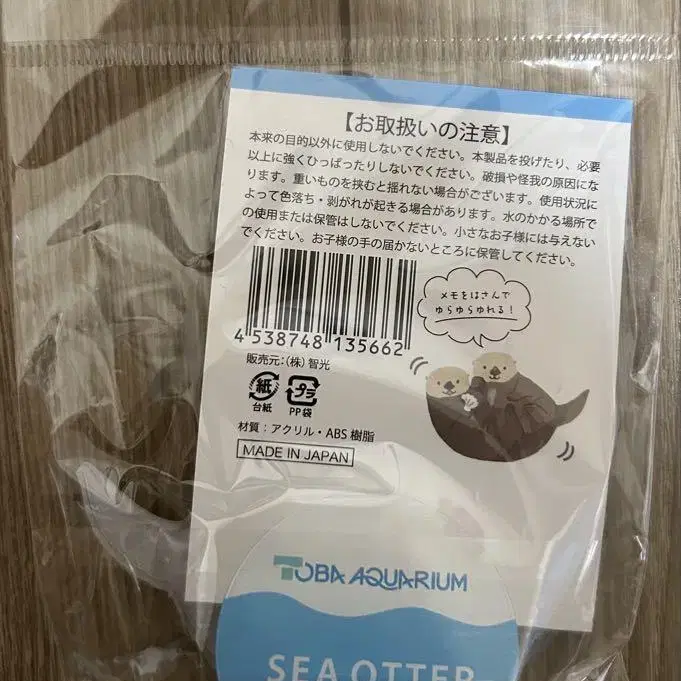 【お取扱いの注意】
本来の目的以外に使用しないでください。本製品を投げたり、必要
以上に強くひっぱったりしないでください。破損や怪我の原因にな
ります。重いものを挟むと揺れない場合がございます。使用状況に
よって色落ち・剥がれが起きる場合があります。水のかかる場所で
の使用または保管はしないでください。小さなお子様には与えない
でください。お子様の手の届かないところに保管してください。
メモをはさんで
ゆらゆらゆれる!
4 538748 135662
販売元:(株)智光
紙
台紙
プラ
PP袋
材質:アクリル・ABS樹脂
MADE IN JAPAN
TOBA AQUARIUM
SEA OTTER